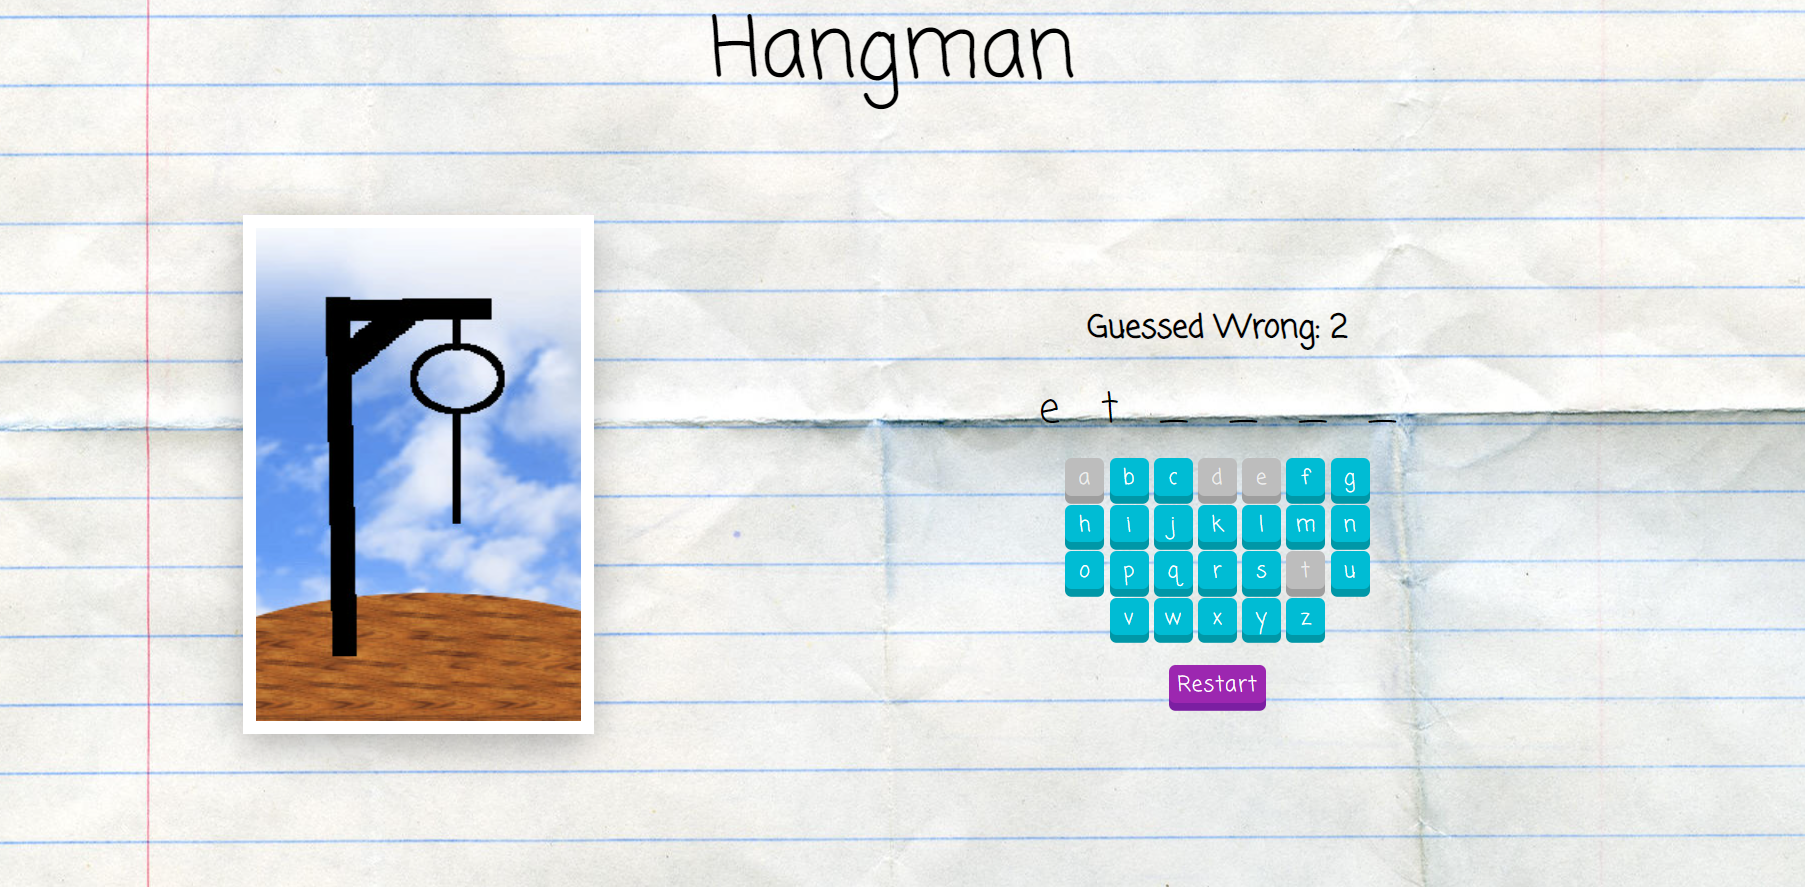 Hangman
Guessed Wrong: 2
e t _ _ _ _
a b c d e f g
h i j k l m n
o p q r s t u
v w x y z
Restart